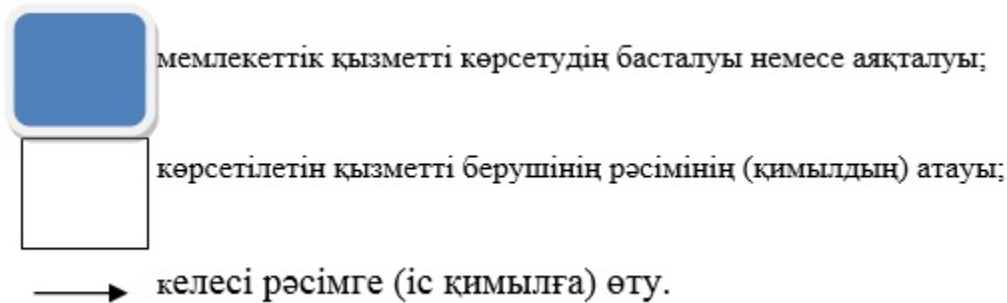 мемлекеттік қызметті көрсетудің басталуы немесе аяқталуы;
көрсетілетін қызметті берушінің рәсімінің (қимылдың) атауы;
келесі рәсімге (іс қимылға) өту.